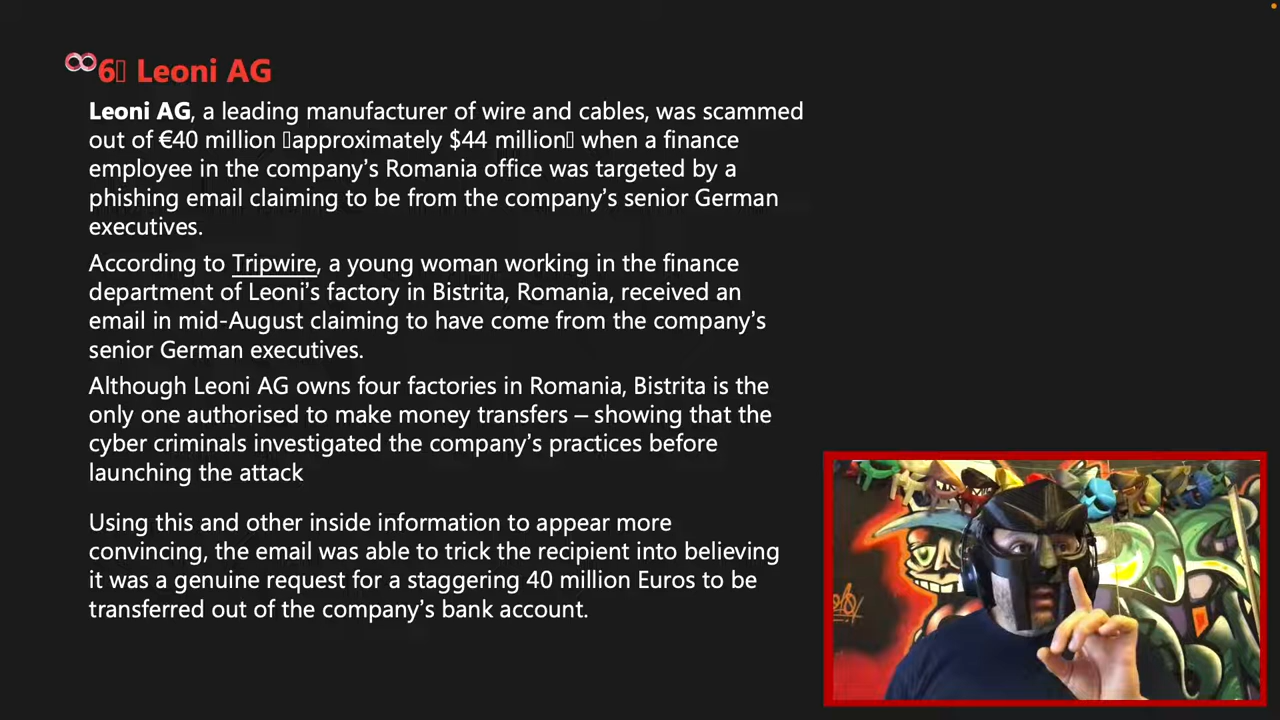 6▯ Leoni AG
Leoni AG, a leading manufacturer of wire and cables, was scammed
out of €40 million ▯approximately $44 million▯ when a finance
employee in the company’s Romania office was targeted by a
phishing email claiming to be from the company’s senior German
executives.
According to Tripwire, a young woman working in the finance
department of Leoni’s factory in Bistrita, Romania, received an
email in mid-August claiming to have come from the company’s
senior German executives.
Although Leoni AG owns four factories in Romania, Bistrita is the
only one authorised to make money transfers – showing that the
cyber criminals investigated the company’s practices before
launching the attack
Using this and other inside information to appear more
convincing, the email was able to trick the recipient into believing
it was a genuine request for a staggering 40 million Euros to be
transferred out of the company’s bank account.